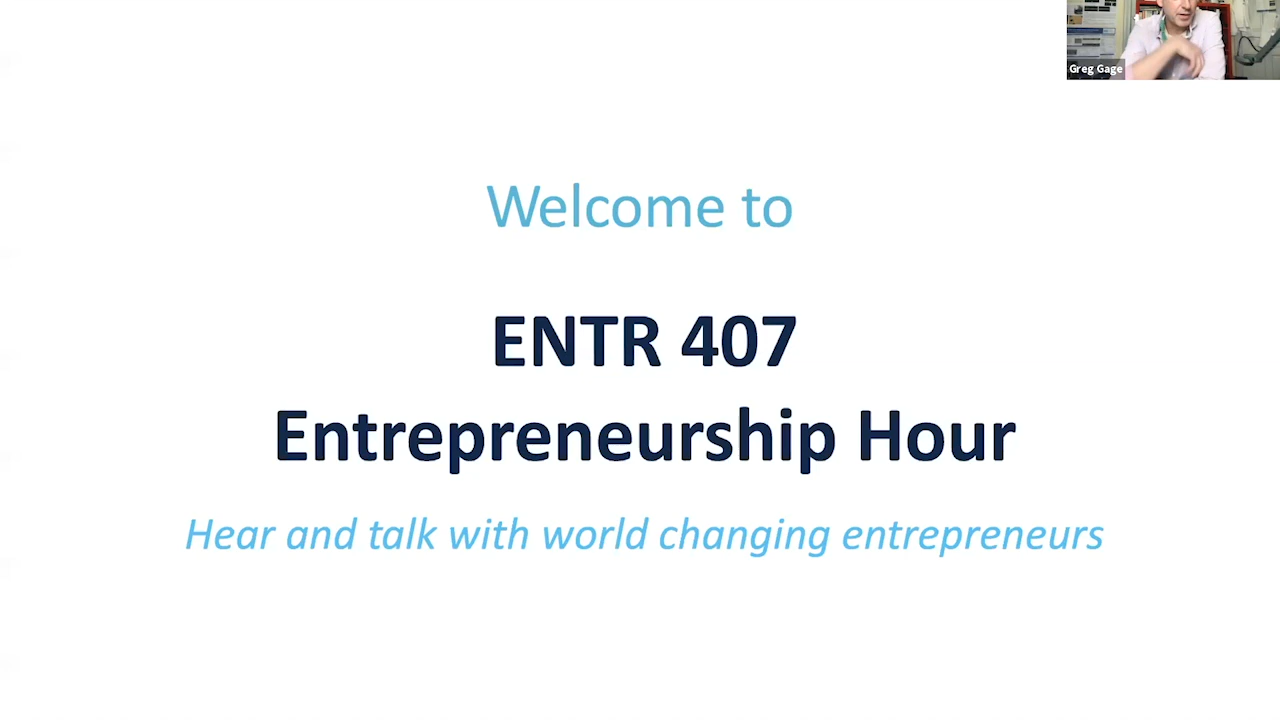 Greg Gage
Welcome to
ENTR 407
Entrepreneurship Hour
Hear and talk with world changing entrepreneurs